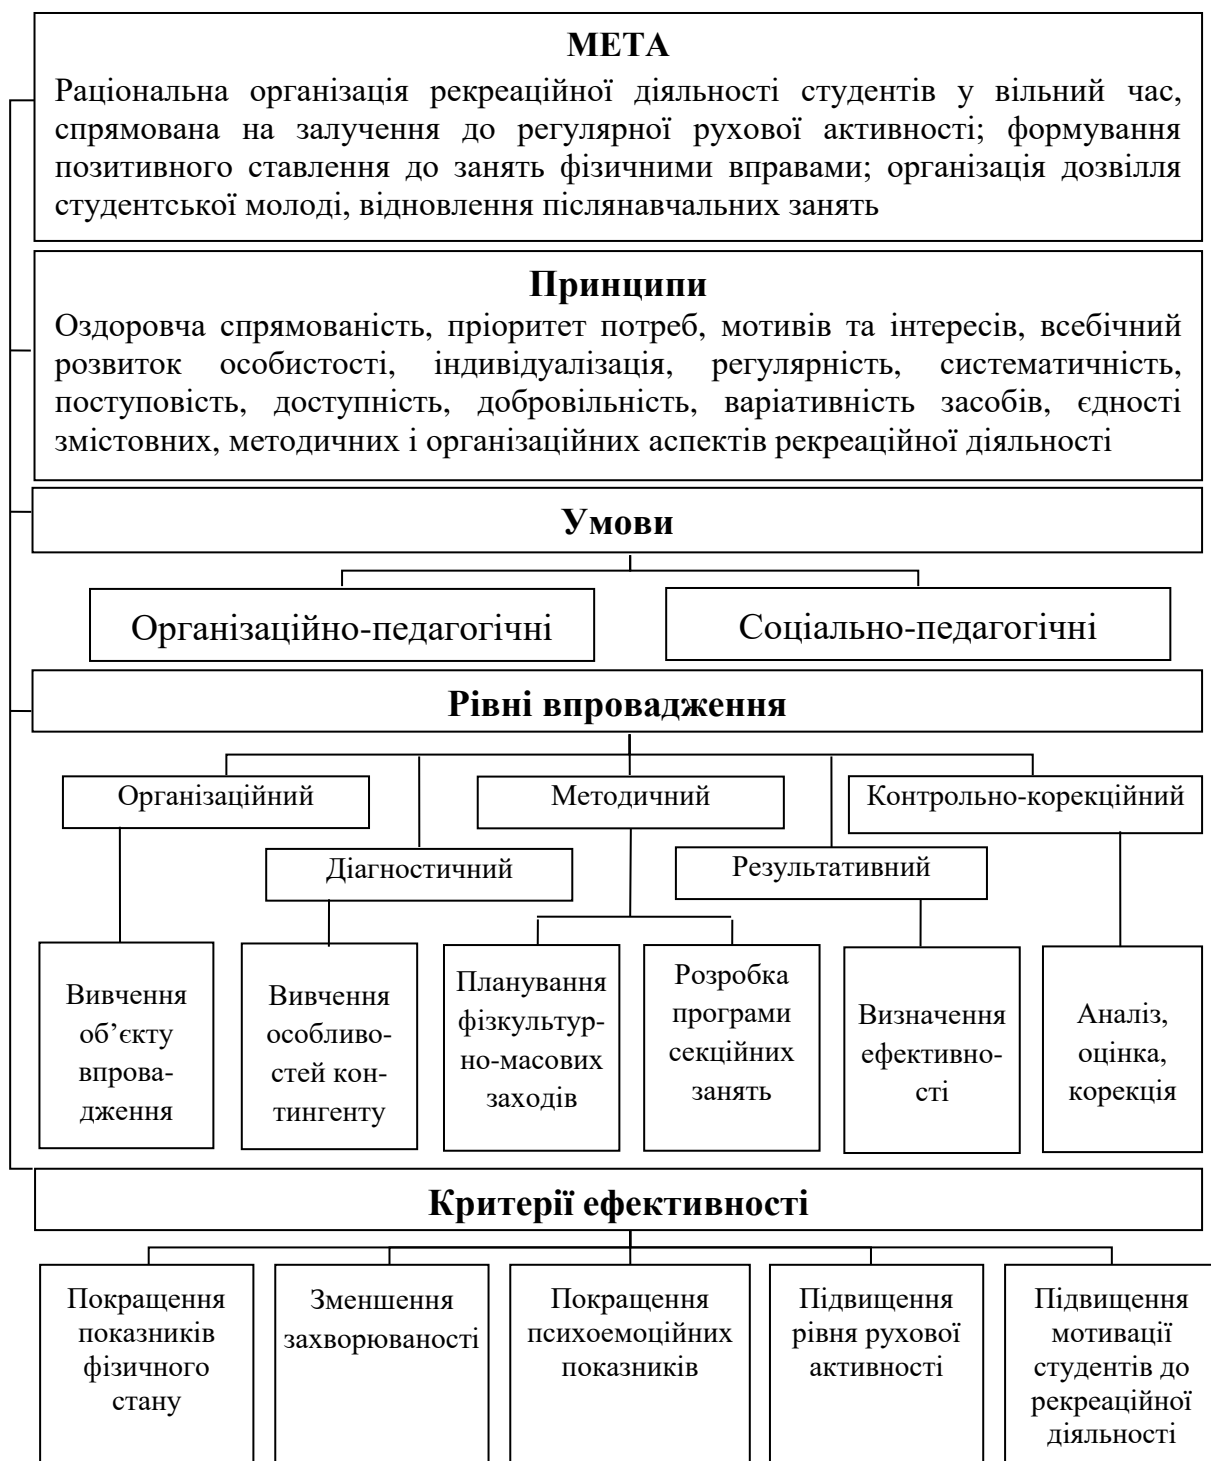 МЕТА
Раціональна організація рекреаційної діяльності студентів у вільний час,
спрямована на залучення до регулярної рухової активності; формування
позитивного ставлення до занять фізичними вправами; організація дозвілля
студентської молоді, відновлення післянавчальних занять
Принципи
Оздоровча спрямованість, пріоритет потреб, мотивів та інтересів, всебічний
розвиток особистості, індивідуалізація, регулярність, систематичність,
поступовість, доступність, добровільність, варіативність засобів, єдності
змістовних, методичних і організаційних аспектів рекреаційної діяльності
Умови
Організаційно-педагогічні
Соціально-педагогічні
Рівні впровадження
Організаційний
Методичний
Контрольно-корекційний
Діагностичний
Результативний
Вивчення
об’єкту
впрова-
дження
Вивчення
особливо-
стей кон-
тингенту
Планування
фізкультур-
но-масових
заходів
Розробка
програми
секційних
занять
Визначення
ефективно-
сті
Аналіз,
оцінка,
корекція
Критерії ефективності
Покращення
показників
фізичного
стану
Зменшення
захворюваності
Покращення
психоемоційних
показників
Підвищення
рівня рухової
активності
Підвищення
мотивації
студентів до
рекреаційної
діяльності